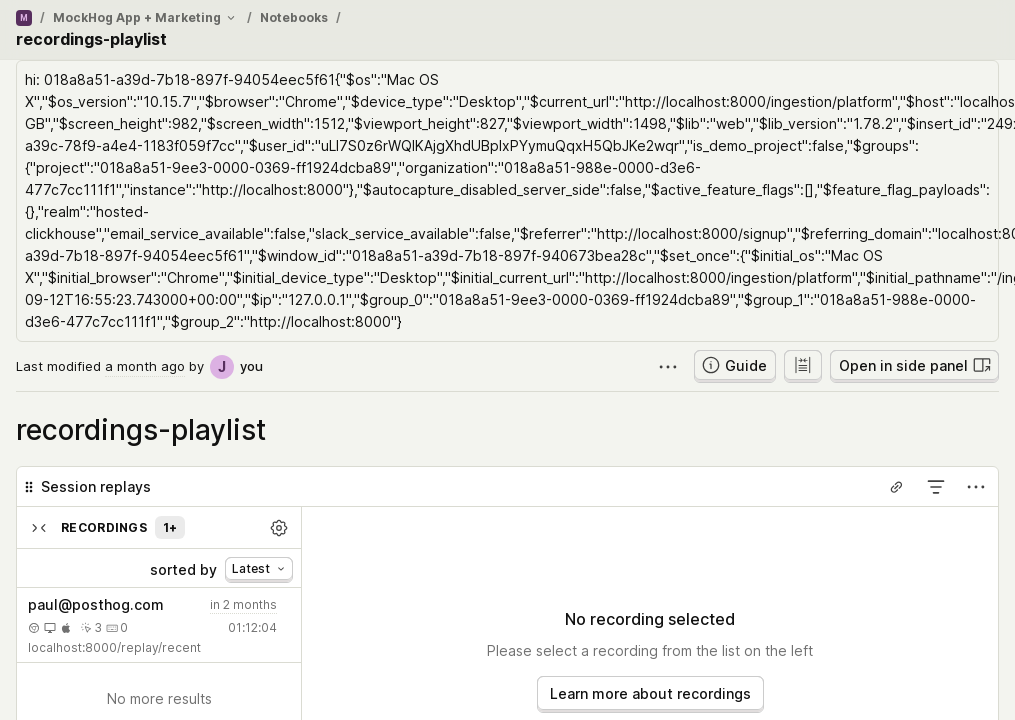 M / MockHog App + Marketing / Notebooks /
recordings-playlist
hi: 018a8a51-a39d-7b18-897f-94054eec5f61{"$os":"Mac OS
X","$os_version":"10.15.7","$browser":"Chrome","$device_type":"Desktop","$current_url":"http://localhost:8000/ingestion/platform","$host":"localhos
GB","$screen_height":982,"$screen_width":1512,"$viewport_height":827,"$viewport_width":1498,"$lib":"web","$lib_version":"1.78.2","$insert_id":"249
a39c-78f9-a4e4-1183f059f7cc","$user_id":"uLI7S0z6rWQIKAjgXhdUBplxPYymuQqxH5QbJKe2wqr","is_demo_project":false,"$groups":
{"project":"018a8a51-9ee3-0000-0369-ff1924dcba89","organization":"018a8a51-988e-0000-d3e6-
477c7cc111f1","instance":"http://localhost:8000"},"$autocapture_disabled_server_side":false,"$active_feature_flags":[],"$feature_flag_payloads":
{},"realm":"hosted-
clickhouse","email_service_available":false,"slack_service_available":false,"$referrer":"http://localhost:8000/signup","$referring_domain":"localhost:80
a39d-7b18-897f-94054eec5f61","$window_id":"018a8a51-a39d-7b18-897f-940673bea28c","$set_once":{"$initial_os":"Mac OS
X","$initial_browser":"Chrome","$initial_device_type":"Desktop","$initial_current_url":"http://localhost:8000/ingestion/platform","$initial_pathname":"/ing
09-12T16:55:23.743000+00:00","$ip":"127.0.0.1","$group_0":"018a8a51-9ee3-0000-0369-ff1924dcba89","$group_1":"018a8a51-988e-0000-
d3e6-477c7cc111f1","$group_2":"http://localhost:8000"}
Last modified a month ago by J you
Guide
Open in side panel
recordings-playlist
Session replays
RECORDINGS 1+
sorted by Latest
paul@posthog.com in 2 months
3 0 01:12:04
localhost:8000/replay/recent
No more results
No recording selected
Please select a recording from the list on the left
Learn more about recordings